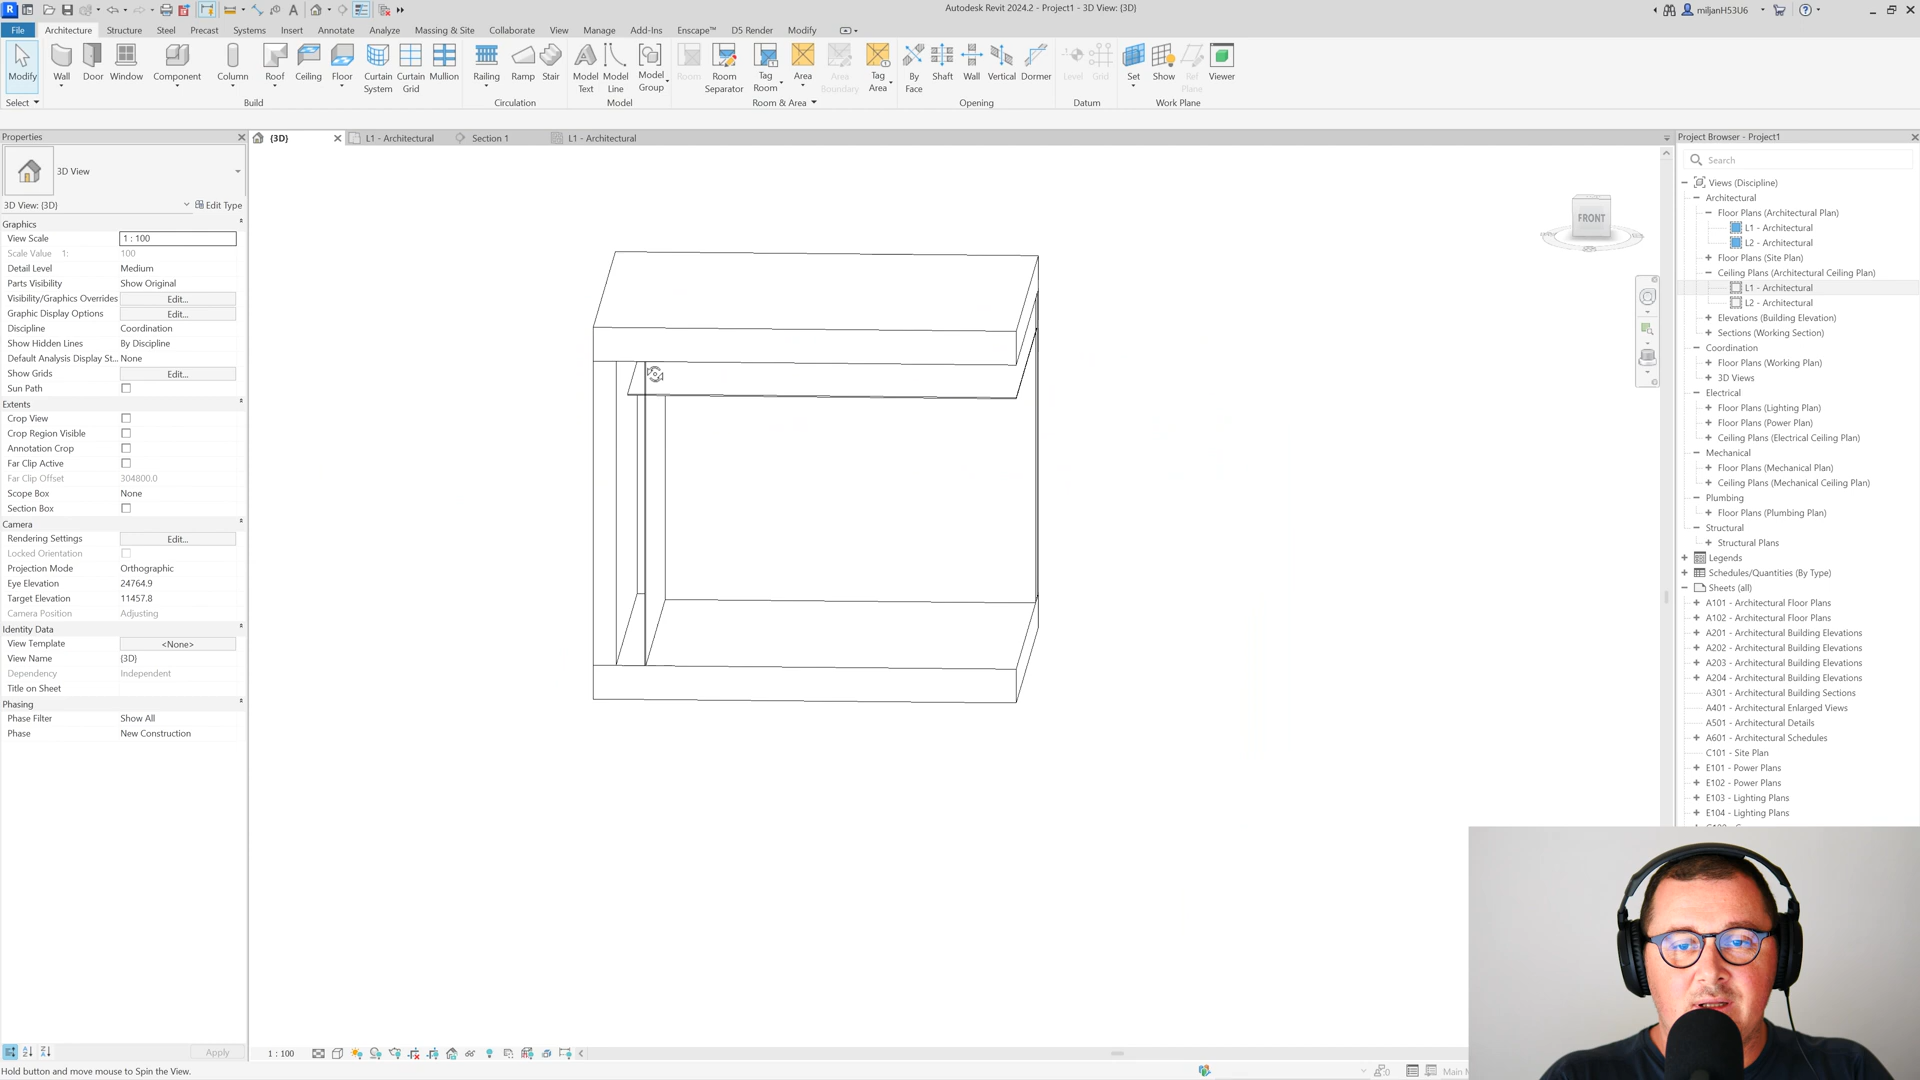 Autodesk Revit 2024.2 - Project1 - 3D View: {3D}
miljanH53U6
File
Architecture
Structure
Steel
Precast
Systems
Insert
Annotate
Analyze
Massing & Site
Collaborate
View
Manage
Add-Ins
Enscape™
D5 Render
Modify
Modify
Wall
Door
Window
Component
Column
Roof
Ceiling
Floor
Curtain System
Curtain Grid
Mullion
Railing
Ramp
Stair
Model Text
Model Line
Model Group
Room
Room Separator
Tag Room
Area
Area Boundary
Tag Area
By Face
Shaft
Wall
Vertical
Dormer
Level
Grid
Set
Show
Ref Plane
Viewer
Select
Build
Circulation
Model
Room & Area
Opening
Datum
Work Plane
Properties
{3D}
L1 - Architectural
Section 1
L1 - Architectural
Project Browser - Project1
3D View
3D View: {3D}
Edit Type
Graphics
View Scale 1 : 100
Scale Value 1: 100
Detail Level Medium
Parts Visibility Show Original
Visibility/Graphics Overrides Edit...
Graphic Display Options Edit...
Discipline Coordination
Show Hidden Lines By Discipline
Default Analysis Display St... None
Show Grids Edit...
Sun Path
Extents
Crop View
Crop Region Visible
Annotation Crop
Far Clip Active
Far Clip Offset 304800.0
Scope Box None
Section Box
Camera
Rendering Settings Edit...
Locked Orientation
Projection Mode Orthographic
Eye Elevation 24764.9
Target Elevation 11457.8
Camera Position Adjusting
Identity Data
View Template <None>
View Name {3D}
Dependency Independent
Title on Sheet
Phasing
Phase Filter Show All
Phase New Construction
Apply
FRONT
Search
Views (Discipline)
Architectural
Floor Plans (Architectural Plan)
L1 - Architectural
L2 - Architectural
Floor Plans (Site Plan)
Ceiling Plans (Architectural Ceiling Plan)
L1 - Architectural
L2 - Architectural
Elevations (Building Elevation)
Sections (Working Section)
Coordination
Floor Plans (Working Plan)
3D Views
Electrical
Floor Plans (Lighting Plan)
Floor Plans (Power Plan)
Ceiling Plans (Electrical Ceiling Plan)
Mechanical
Floor Plans (Mechanical Plan)
Ceiling Plans (Mechanical Ceiling Plan)
Plumbing
Floor Plans (Plumbing Plan)
Structural
Structural Plans
Legends
Schedules/Quantities (By Type)
Sheets (all)
A101 - Architectural Floor Plans
A102 - Architectural Floor Plans
A201 - Architectural Building Elevations
A202 - Architectural Building Elevations
A203 - Architectural Building Elevations
A204 - Architectural Building Elevations
A301 - Architectural Building Sections
A401 - Architectural Enlarged Views
A501 - Architectural Details
A601 - Architectural Schedules
C101 - Site Plan
E101 - Power Plans
E102 - Power Plans
E103 - Lighting Plans
E104 - Lighting Plans
1 : 100
Hold button and move mouse to Spin the View.
:0
Main